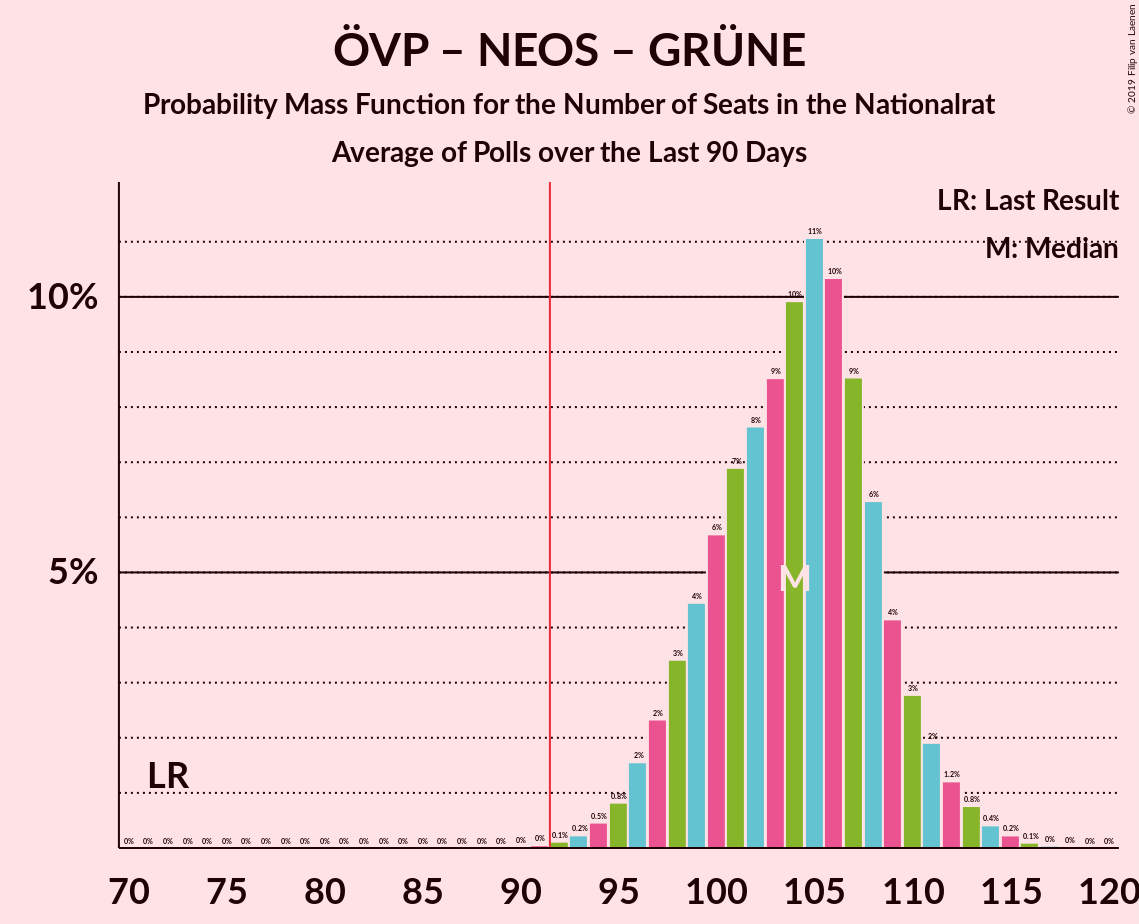 ÖVP – NEOS – GRÜNE
Probability Mass Function for the Number of Seats in the Nationalrat
Average of Polls over the Last 90 Days
© 2019 Filip van Laenen
LR: Last Result
M: Median
10%
5%
LR
M
0% 0% 0% 0% 0% 0% 0% 0% 0% 0% 0% 0% 0% 0% 0% 0% 0% 0% 0% 0% 0% 0% 0.1% 0.2% 0.5% 0.8% 2% 2% 3% 4% 6% 7% 8% 9% 10% 11% 10% 9% 6% 4% 3% 2% 1.2% 0.8% 0.4% 0.2% 0.1% 0% 0% 0% 0%
70 75 80 85 90 95 100 105 110 115 120